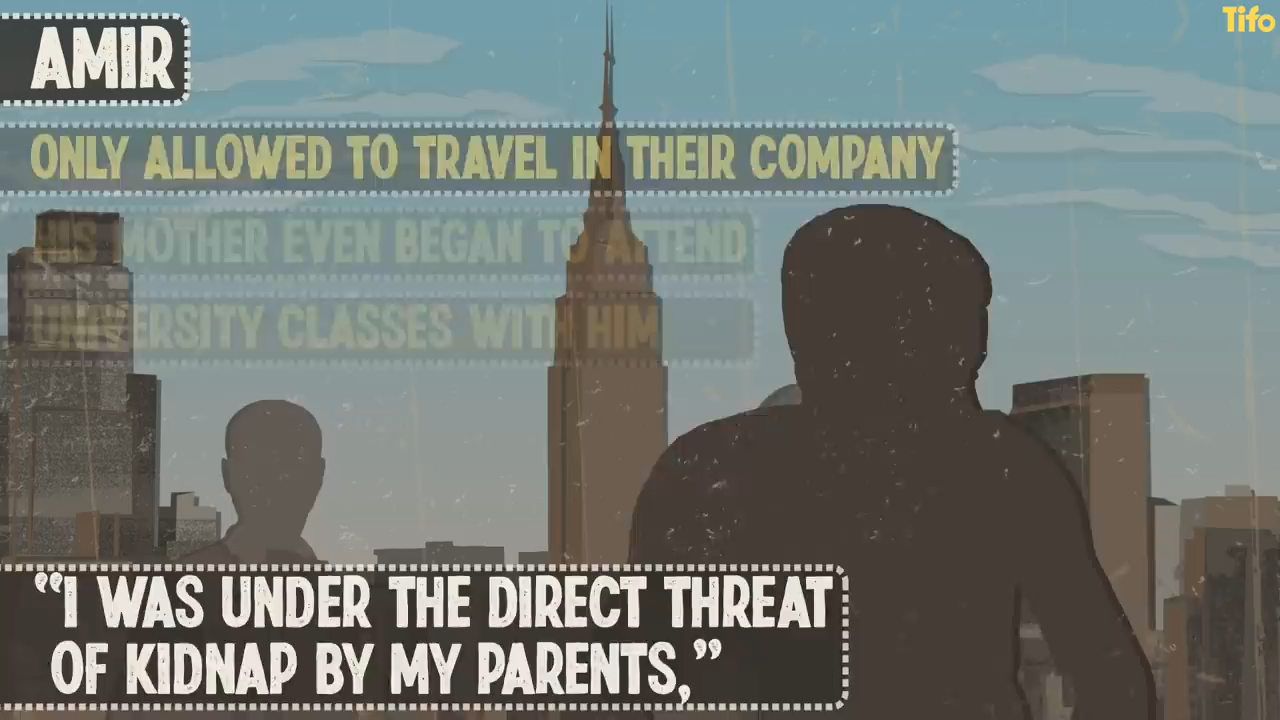 Tifo
AMIR
ONLY ALLOWED TO TRAVEL IN THEIR COMPANY
HIS MOTHER EVEN BEGAN TO ATTEND
UNIVERSITY CLASSES WITH HIM
“I WAS UNDER THE DIRECT THREAT
OF KIDNAP BY MY PARENTS,”